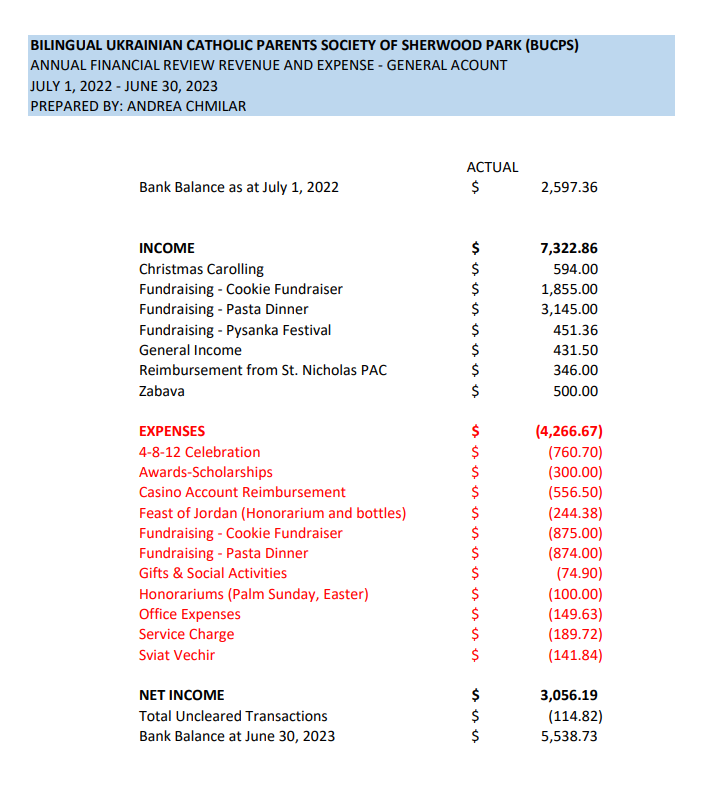 BILINGUAL UKRAINIAN CATHOLIC PARENTS SOCIETY OF SHERWOOD PARK (BUCPS)
ANNUAL FINANCIAL REVIEW REVENUE AND EXPENSE - GENERAL ACOUNT
JULY 1, 2022 - JUNE 30, 2023
PREPARED BY: ANDREA CHMILAR
ACTUAL
Bank Balance as at July 1, 2022 $ 2,597.36
INCOME $ 7,322.86
Christmas Carolling $ 594.00
Fundraising - Cookie Fundraiser $ 1,855.00
Fundraising - Pasta Dinner $ 3,145.00
Fundraising - Pysanka Festival $ 451.36
General Income $ 431.50
Reimbursement from St. Nicholas PAC $ 346.00
Zabava $ 500.00
EXPENSES $ (4,266.67)
4-8-12 Celebration $ (760.70)
Awards-Scholarships $ (300.00)
Casino Account Reimbursement $ (556.50)
Feast of Jordan (Honorarium and bottles) $ (244.38)
Fundraising - Cookie Fundraiser $ (875.00)
Fundraising - Pasta Dinner $ (874.00)
Gifts & Social Activities $ (74.90)
Honorariums (Palm Sunday, Easter) $ (100.00)
Office Expenses $ (149.63)
Service Charge $ (189.72)
Sviat Vechir $ (141.84)
NET INCOME $ 3,056.19
Total Uncleared Transactions $ (114.82)
Bank Balance at June 30, 2023 $ 5,538.73